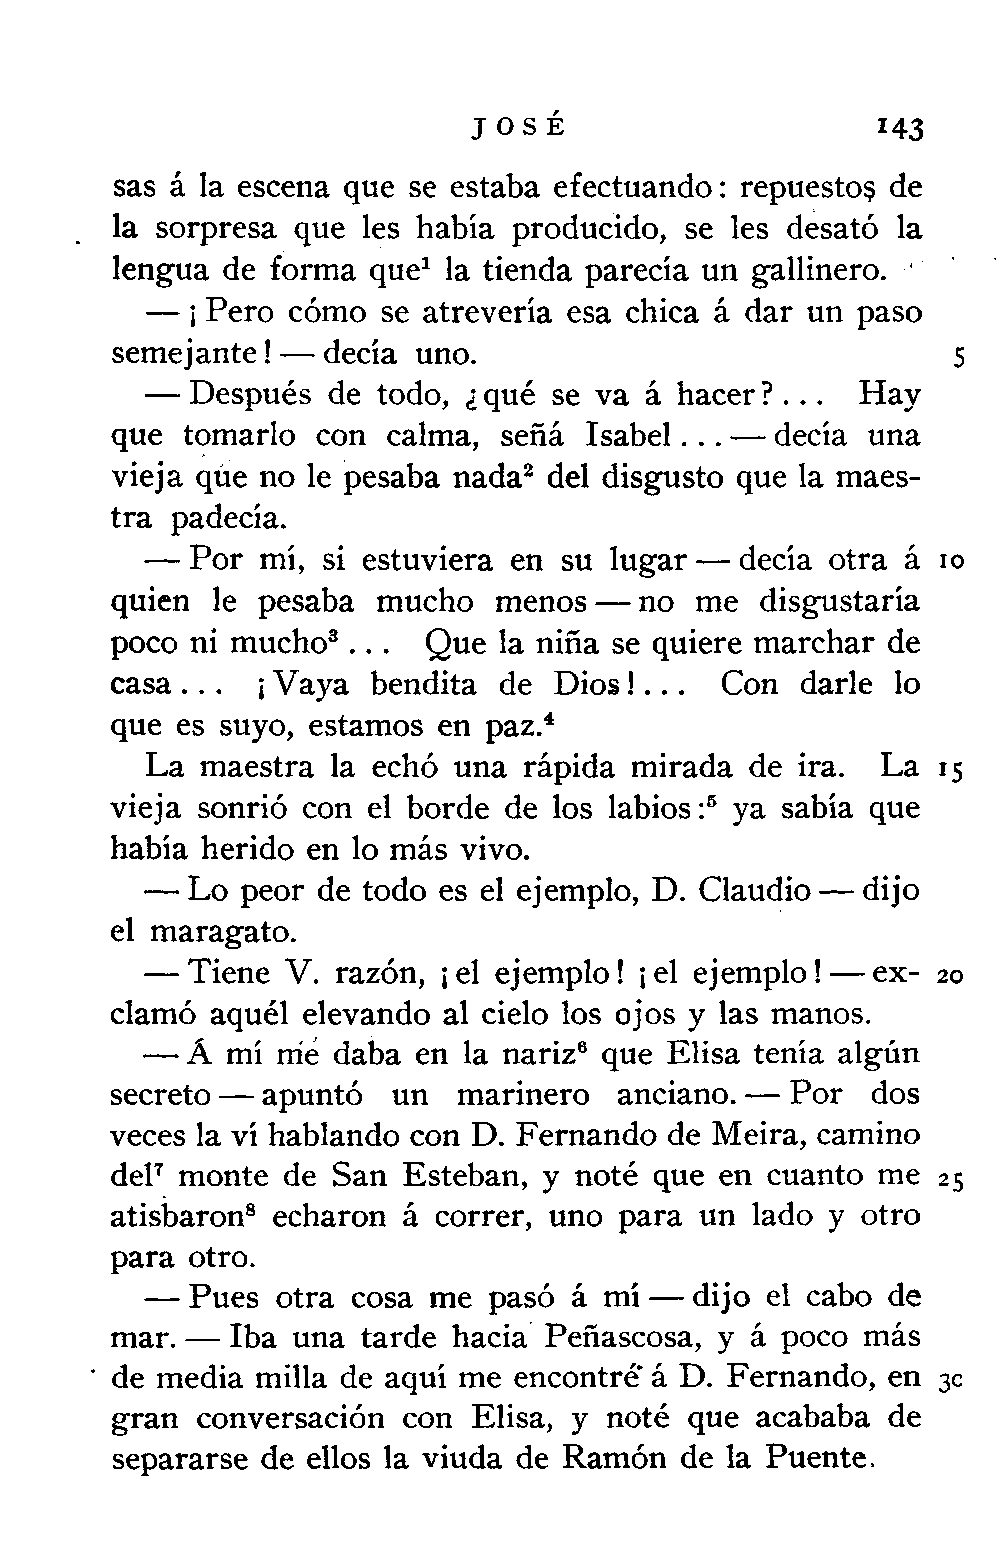 JOSÉ 143
sas á la escena que se estaba efectuando: repuestos de
la sorpresa que les había producido, se les desató la
lengua de forma que¹ la tienda parecía un gallinero.
— ¡Pero cómo se atrevería esa chica á dar un paso
semejante! — decía uno. 5
— Después de todo, ¿qué se va á hacer?... Hay
que tomarlo con calma, señá Isabel... — decía una
vieja que no le pesaba nada² del disgusto que la maes-
tra padecía.
— Por mí, si estuviera en su lugar — decía otra á 10
quien le pesaba mucho menos — no me disgustaría
poco ni mucho³... Que la niña se quiere marchar de
casa... ¡Vaya bendita de Dios!... Con darle lo
que es suyo, estamos en paz.⁴
La maestra la echó una rápida mirada de ira. La 15
vieja sonrió con el borde de los labios:⁵ ya sabía que
había herido en lo más vivo.
— Lo peor de todo es el ejemplo, D. Claudio — dijo
el maragato.
— Tiene V. razón, ¡el ejemplo! ¡el ejemplo! — ex- 20
clamó aquél elevando al cielo los ojos y las manos.
— Á mí me daba en la nariz⁶ que Elisa tenía algún
secreto — apuntó un marinero anciano. — Por dos
veces la ví hablando con D. Fernando de Meira, camino
del⁷ monte de San Esteban, y noté que en cuanto me 25
atisbaron⁸ echaron á correr, uno para un lado y otro
para otro.
— Pues otra cosa me pasó á mí — dijo el cabo de
mar. — Iba una tarde hacia Peñascosa, y á poco más
de media milla de aquí me encontré á D. Fernando, en 30
gran conversación con Elisa, y noté que acababa de
separarse de ellos la viuda de Ramón de la Puente.